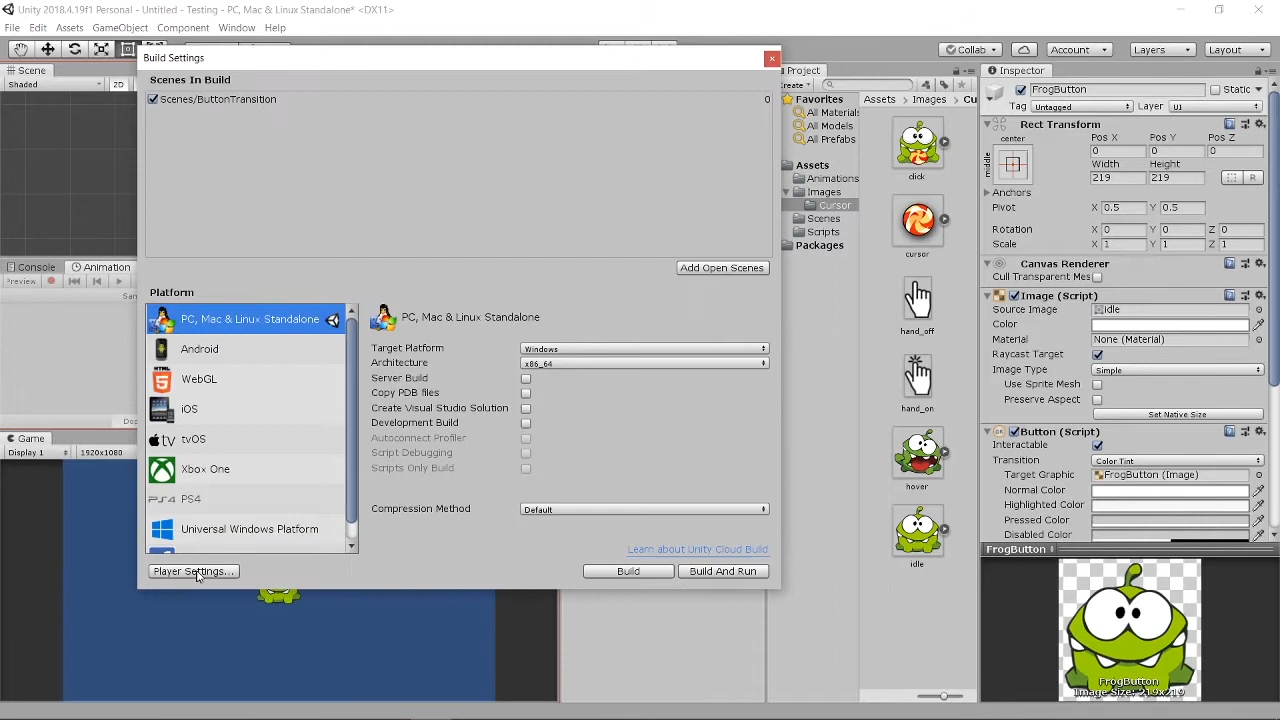 Unity 2018.4.19f1 Personal - Untitled - Testing - PC, Mac & Linux Standalone* <DX11>
File Edit Assets GameObject Component Window Help
Collab Account Layers Layout
Scene
Shaded 2D
Console Animation
Preview
Game
Display 1 1920x1080
Build Settings
Scenes In Build
Scenes/ButtonTransition 0
Add Open Scenes
Platform
PC, Mac & Linux Standalone
Android
WebGL
iOS
tv tvOS
Xbox One
PS4 PS4
Universal Windows Platform
PC, Mac & Linux Standalone
Target Platform Windows
Architecture x86_64
Server Build
Copy PDB files
Create Visual Studio Solution
Development Build
Autoconnect Profiler
Script Debugging
Scripts Only Build
Compression Method Default
Learn about Unity Cloud Build
Player Settings... Build Build And Run
Project
Favorites
All Materials
All Models
All Prefabs
Assets
Animations
Images
Cursor
Scenes
Scripts
Packages
Assets Images
click
cursor
hand_off
hand_on
hover
idle
Inspector
FrogButton Static
Tag Untagged Layer UI
Rect Transform
center Pos X Pos Y Pos Z
middle 0 0 0
Width Height
219 219 R
Anchors
Pivot X 0.5 Y 0.5
Rotation X 0 Y 0 Z 0
Scale X 1 Y 1 Z 1
Canvas Renderer
Cull Transparent Mes
Image (Script)
Source Image idle
Color
Material None (Material)
Raycast Target
Image Type Simple
Use Sprite Mesh
Preserve Aspect
Set Native Size
OK Button (Script)
Interactable
Transition Color Tint
Target Graphic FrogButton (Image)
Normal Color
Highlighted Color
Pressed Color
Disabled Color
FrogButton
FrogButton
Image Size: 219x219